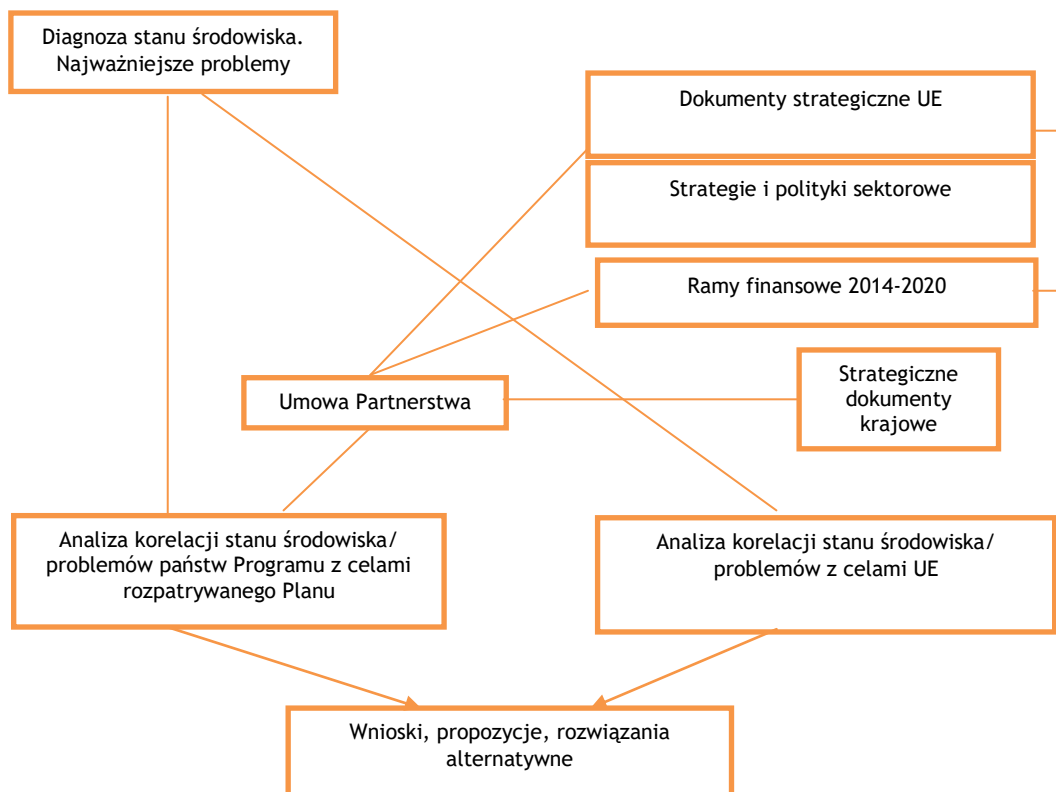 Diagnoza stanu środowiska.
Najważniejsze problemy
Dokumenty strategiczne UE
Strategie i polityki sektorowe
Ramy finansowe 2014-2020
Umowa Partnerstwa
Strategiczne
dokumenty
krajowe
Analiza korelacji stanu środowiska/
problemów państw Programu z celami
rozpatrywanego Planu
Analiza korelacji stanu środowiska/
problemów z celami UE
Wnioski, propozycje, rozwiązania
alternatywne